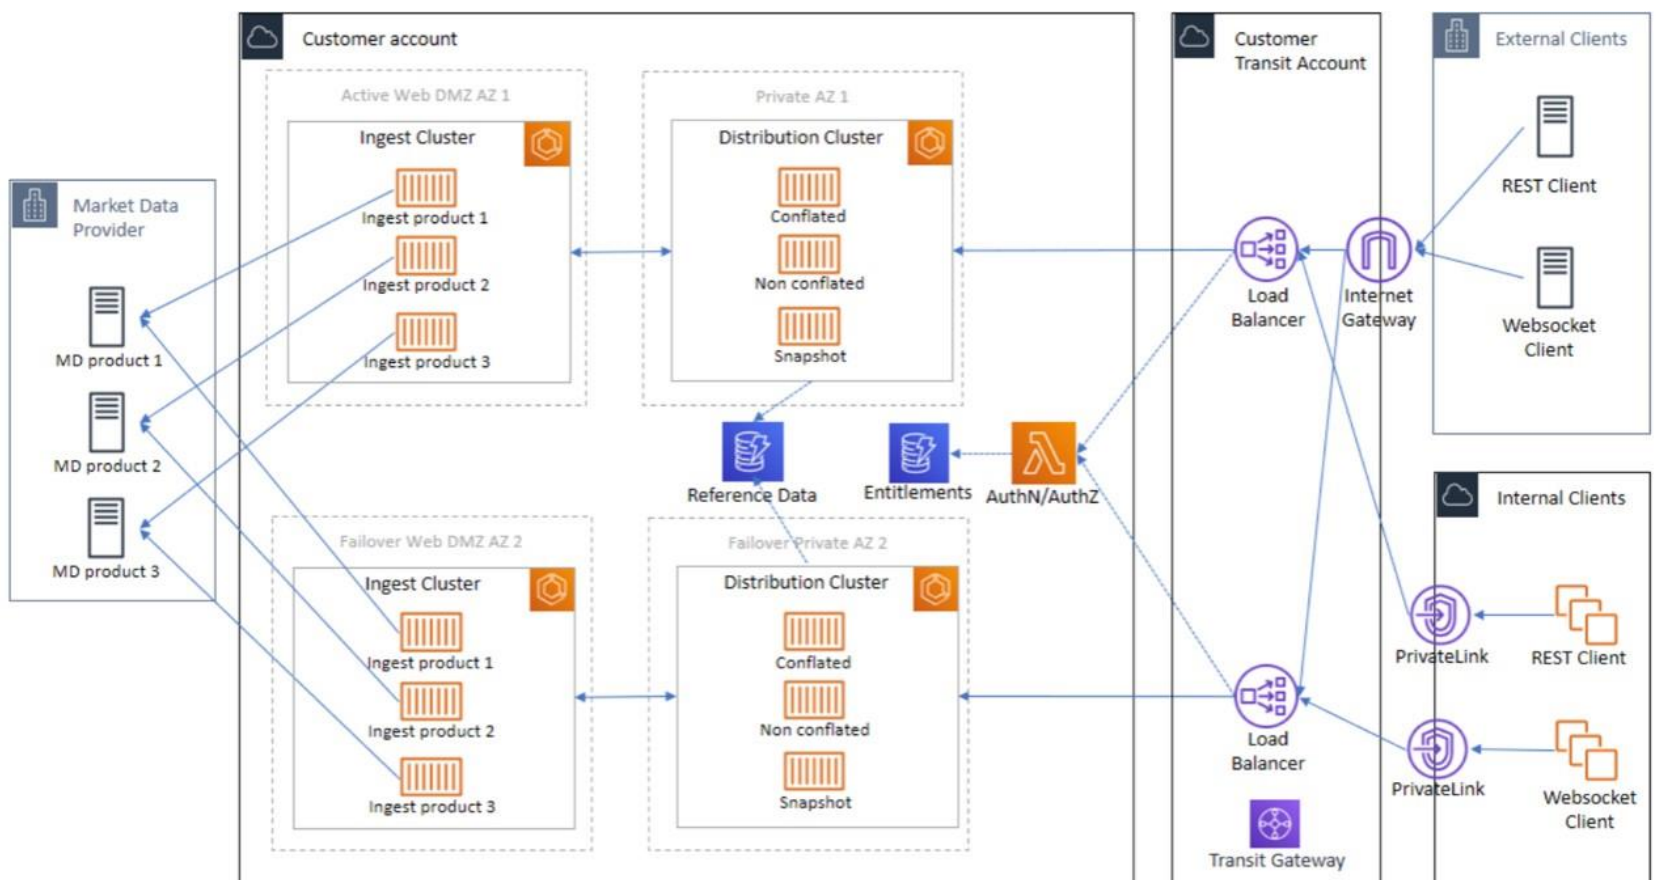 Customer account
Customer
Transit Account
External Clients
Active Web DMZ AZ 1
Private AZ 1
Ingest Cluster
Distribution Cluster
Ingest product 1
Ingest product 2
Ingest product 3
Conflated
Non conflated
Snapshot
Market Data
Provider
MD product 1
MD product 2
MD product 3
REST Client
Websocket
Client
Load
Balancer
Internet
Gateway
Reference Data
Entitlements
AuthN/AuthZ
Internal Clients
Failover Web DMZ AZ 2
Failover Private AZ 2
Ingest Cluster
Distribution Cluster
Ingest product 1
Ingest product 2
Ingest product 3
Conflated
Non conflated
Snapshot
Load
Balancer
PrivateLink
REST Client
PrivateLink
Websocket
Client
Transit Gateway